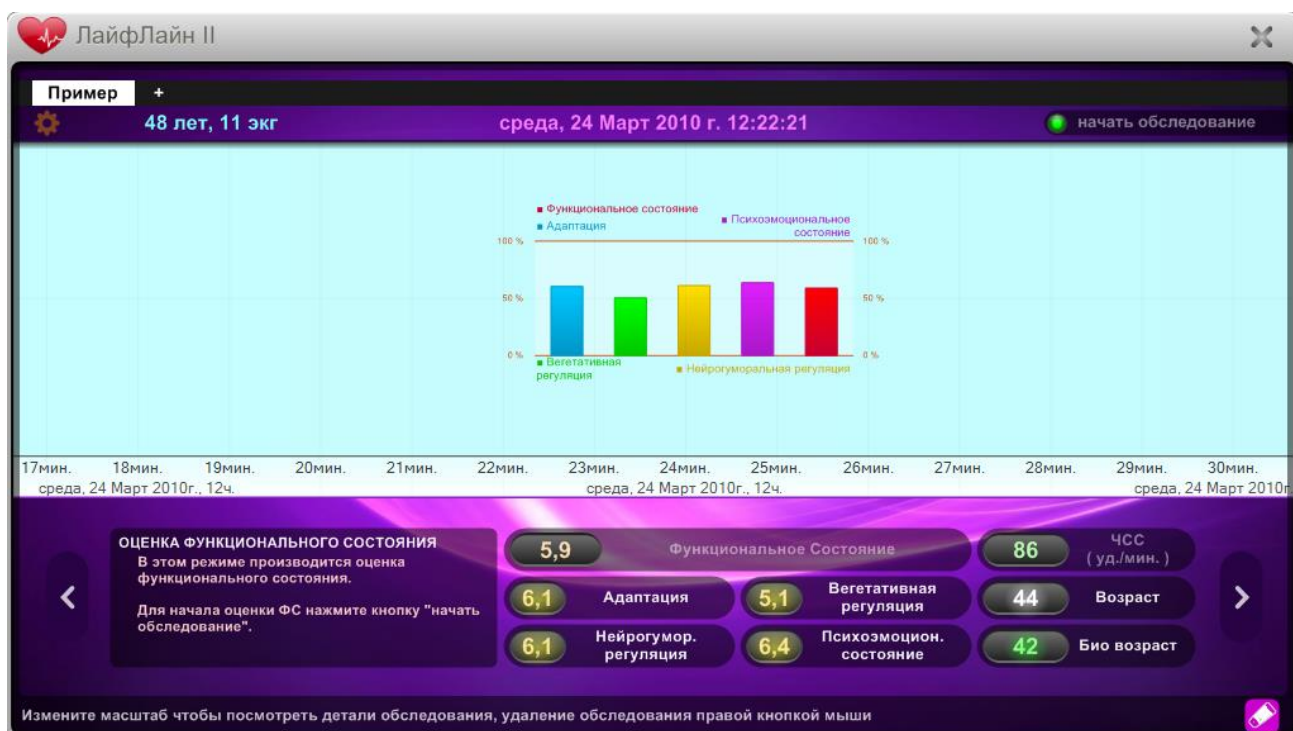 ЛайфЛайн II
Пример +
48 лет, 11 экг
среда, 24 Март 2010 г. 12:22:21
начать обследование
Функциональное состояние
Адаптация
Психоэмоциональное
состояние
100 %
100 %
50 %
50 %
0 %
0 %
Вегетативная
регуляция
Нейрогуморальная регуляция
17мин. 18мин. 19мин. 20мин. 21мин. 22мин. 23мин. 24мин. 25мин. 26мин. 27мин. 28мин. 29мин. 30мин.
среда, 24 Март 2010г., 12ч. среда, 24 Март 2010г., 12ч. среда, 24 Март 2010г
ОЦЕНКА ФУНКЦИОНАЛЬНОГО СОСТОЯНИЯ
В этом режиме производится оценка
функционального состояния.
Для начала оценки ФС нажмите кнопку "начать
обследование".
5,9 Функциональное Состояние
86 ЧСС
( уд./мин. )
6,1 Адаптация
5,1 Вегетативная
регуляция
44 Возраст
6,1 Нейрогумор.
регуляция
6,4 Психоэмоцион.
состояние
42 Био возраст
Измените масштаб чтобы посмотреть детали обследования, удаление обследования правой кнопкой мыши